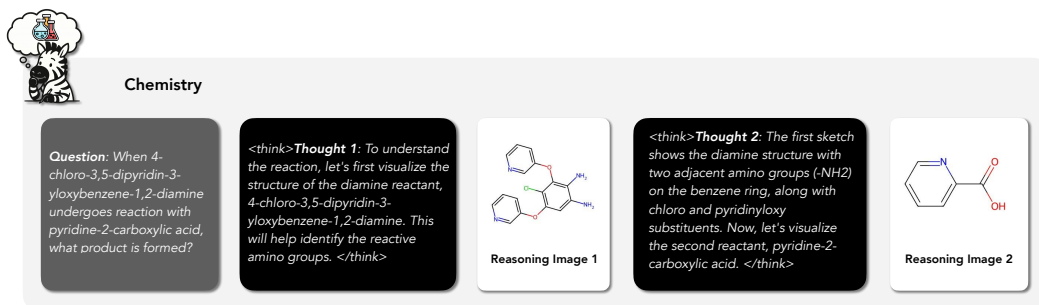 Chemistry
Question: When 4-
chloro-3,5-dipyridin-3-
yloxybenzene-1,2-diamine
undergoes reaction with
pyridine-2-carboxylic acid,
what product is formed?
<think>Thought 1: To understand
the reaction, let's first visualize the
structure of the diamine reactant,
4-chloro-3,5-dipyridin-3-
yloxybenzene-1,2-diamine. This
will help identify the reactive
amino groups. </think>
N
O
NH2
Cl
NH2
N
O
Reasoning Image 1
<think>Thought 2: The first sketch
shows the diamine structure with
two adjacent amino groups (-NH2)
on the benzene ring, along with
chloro and pyridinyloxy
substituents. Now, let's visualize
the second reactant, pyridine-2-
carboxylic acid. </think>
N
O
OH
Reasoning Image 2